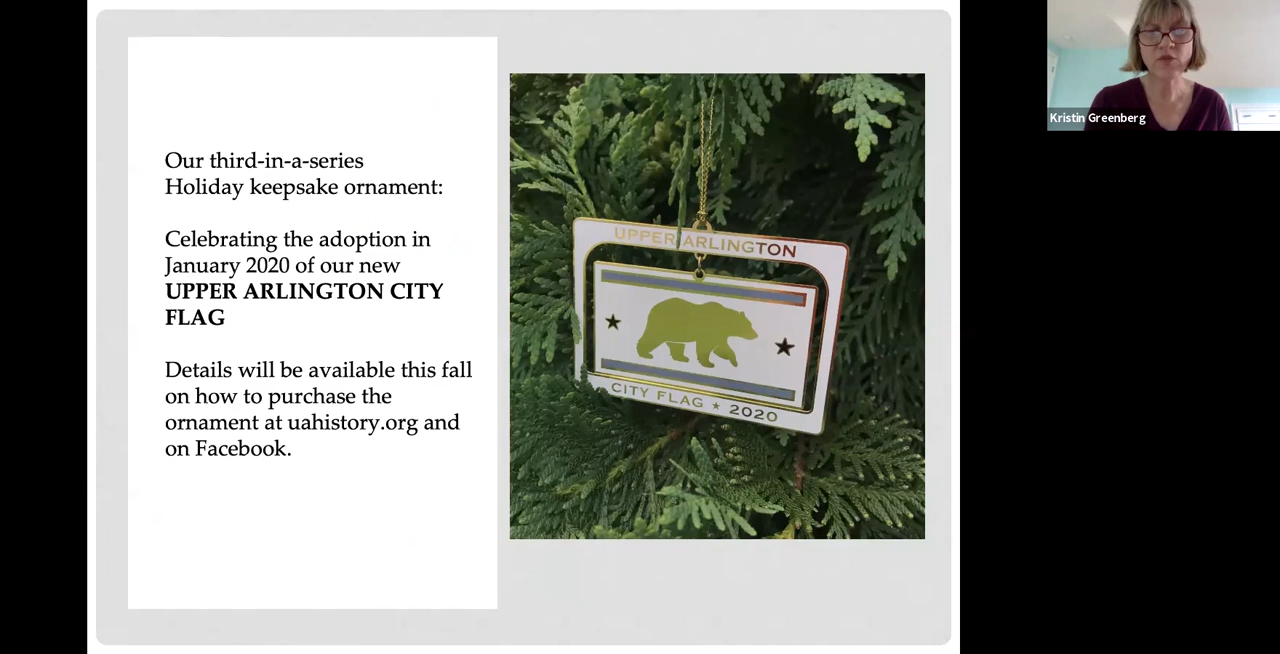 Our third-in-a-series
Holiday keepsake ornament:
Celebrating the adoption in
January 2020 of our new
UPPER ARLINGTON CITY
FLAG
Details will be available this fall
on how to purchase the
ornament at uahistory.org and
on Facebook.
UPPER ARLINGTON
CITY FLAG ★ 2020
Kristin Greenberg